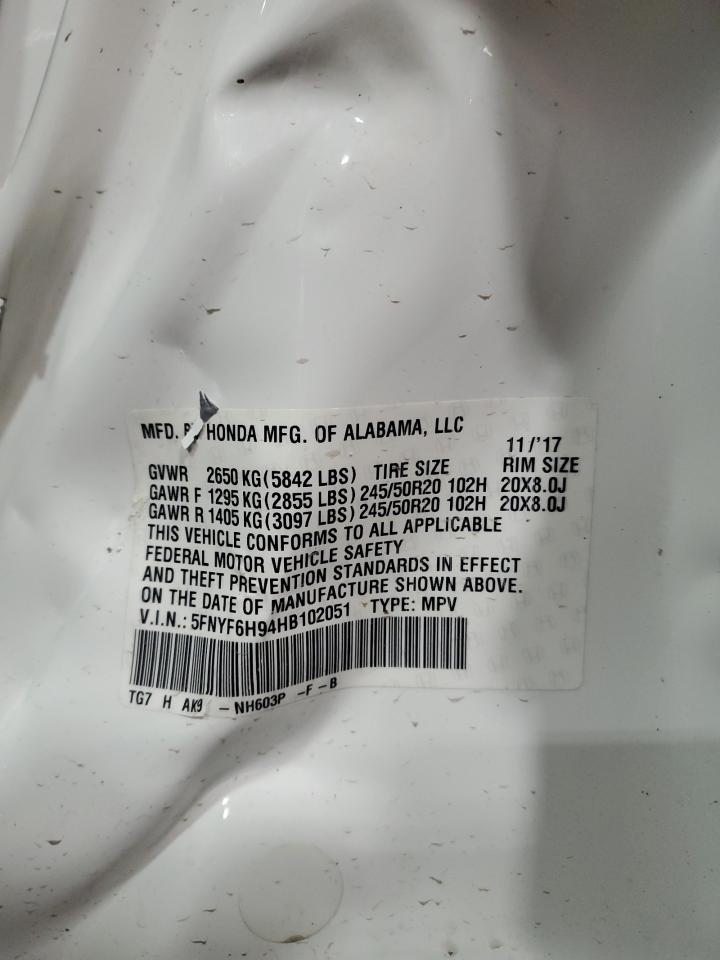 MFD. B HONDA MFG. OF ALABAMA, LLC
11/'17
GVWR 2650 KG (5842 LBS) TIRE SIZE RIM SIZE
GAWR F 1295 KG (2855 LBS) 245/50R20 102H 20X8.0J
GAWR R 1405 KG (3097 LBS) 245/50R20 102H 20X8.0J
THIS VEHICLE CONFORMS TO ALL APPLICABLE
FEDERAL MOTOR VEHICLE SAFETY
AND THEFT PREVENTION STANDARDS IN EFFECT
ON THE DATE OF MANUFACTURE SHOWN ABOVE.
V.I.N.: 5FNYF6H94HB102051 TYPE: MPV
TG7 H AK9 -NH603P -F -B